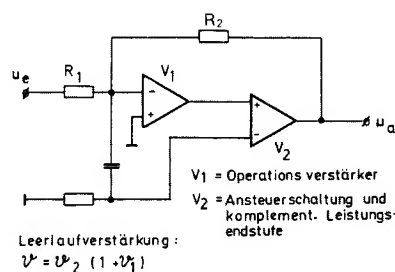 R₂
uₑ
R₁
V₁
-
+
+
-
V₂
uₐ
V₁ = Operations verstärker
V₂ = Ansteuerschaltung und
komplement. Leistungs-
endstufe
Leerlaufverstärkung :
v = v₂ (1 + v₁)